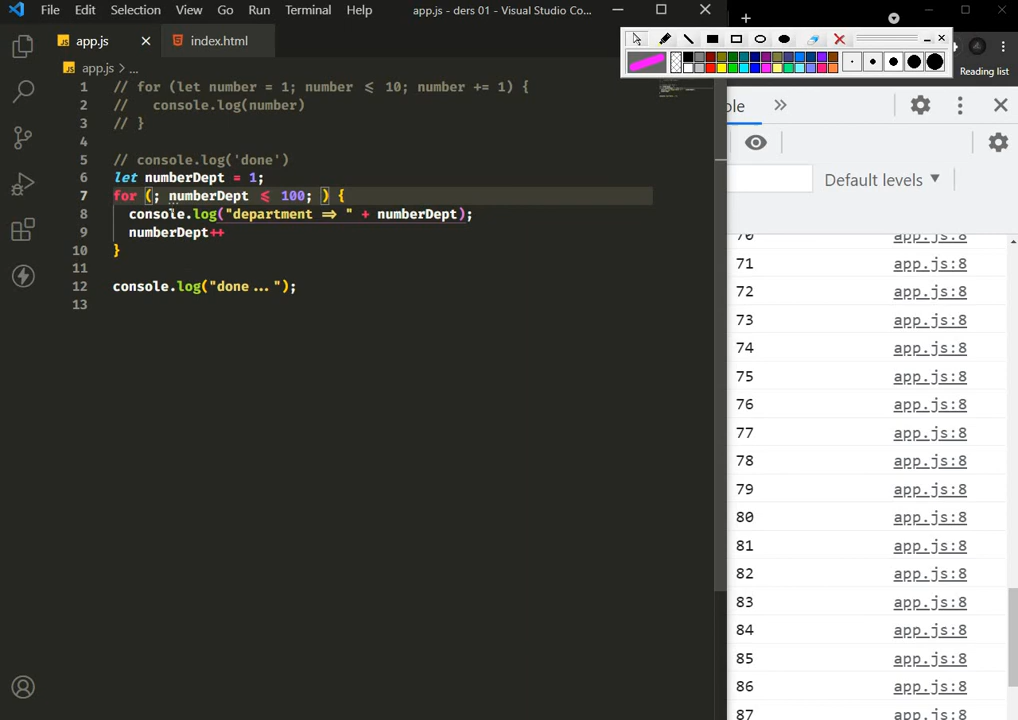 File Edit Selection View Go Run Terminal Help app.js - ders 01 - Visual Studio Co...
app.js index.html
app.js > ...
1 // for (let number = 1; number <= 10; number += 1) {
2 // console.log(number)
3 // }
4
5 // console.log('done')
6 let numberDept = 1;
7 for (; numberDept <= 100; ) {
8 console.log("department => " + numberDept);
9 numberDept++
10 }
11
12 console.log("done...");
13
Reading list
ole
Default levels
70 app.js:8
71 app.js:8
72 app.js:8
73 app.js:8
74 app.js:8
75 app.js:8
76 app.js:8
77 app.js:8
78 app.js:8
79 app.js:8
80 app.js:8
81 app.js:8
82 app.js:8
83 app.js:8
84 app.js:8
85 app.js:8
86 app.js:8
87 app.js:8